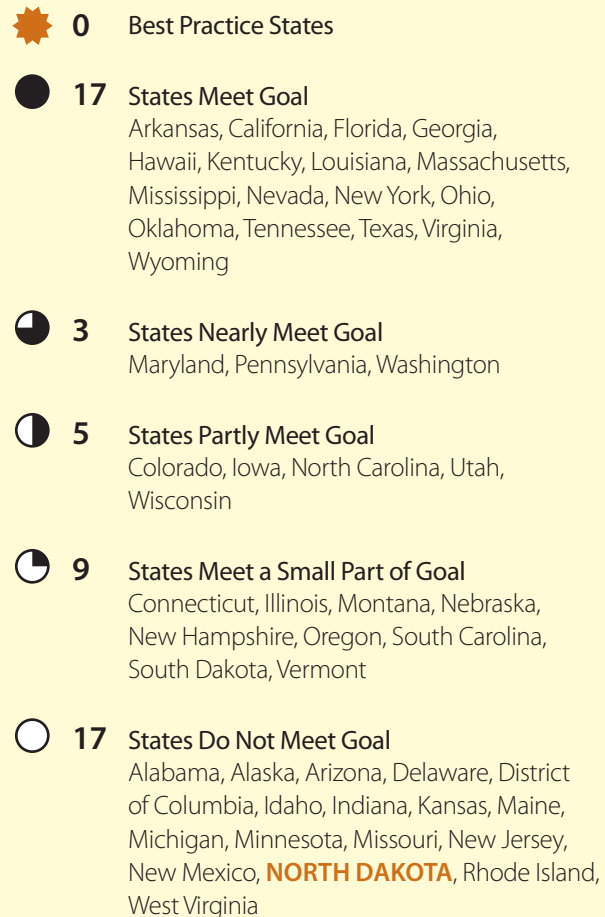 0 Best Practice States
17 States Meet Goal
Arkansas, California, Florida, Georgia,
Hawaii, Kentucky, Louisiana, Massachusetts,
Mississippi, Nevada, New York, Ohio,
Oklahoma, Tennessee, Texas, Virginia,
Wyoming
3 States Nearly Meet Goal
Maryland, Pennsylvania, Washington
5 States Partly Meet Goal
Colorado, Iowa, North Carolina, Utah,
Wisconsin
9 States Meet a Small Part of Goal
Connecticut, Illinois, Montana, Nebraska,
New Hampshire, Oregon, South Carolina,
South Dakota, Vermont
17 States Do Not Meet Goal
Alabama, Alaska, Arizona, Delaware, District
of Columbia, Idaho, Indiana, Kansas, Maine,
Michigan, Minnesota, Missouri, New Jersey,
New Mexico, NORTH DAKOTA, Rhode Island,
West Virginia